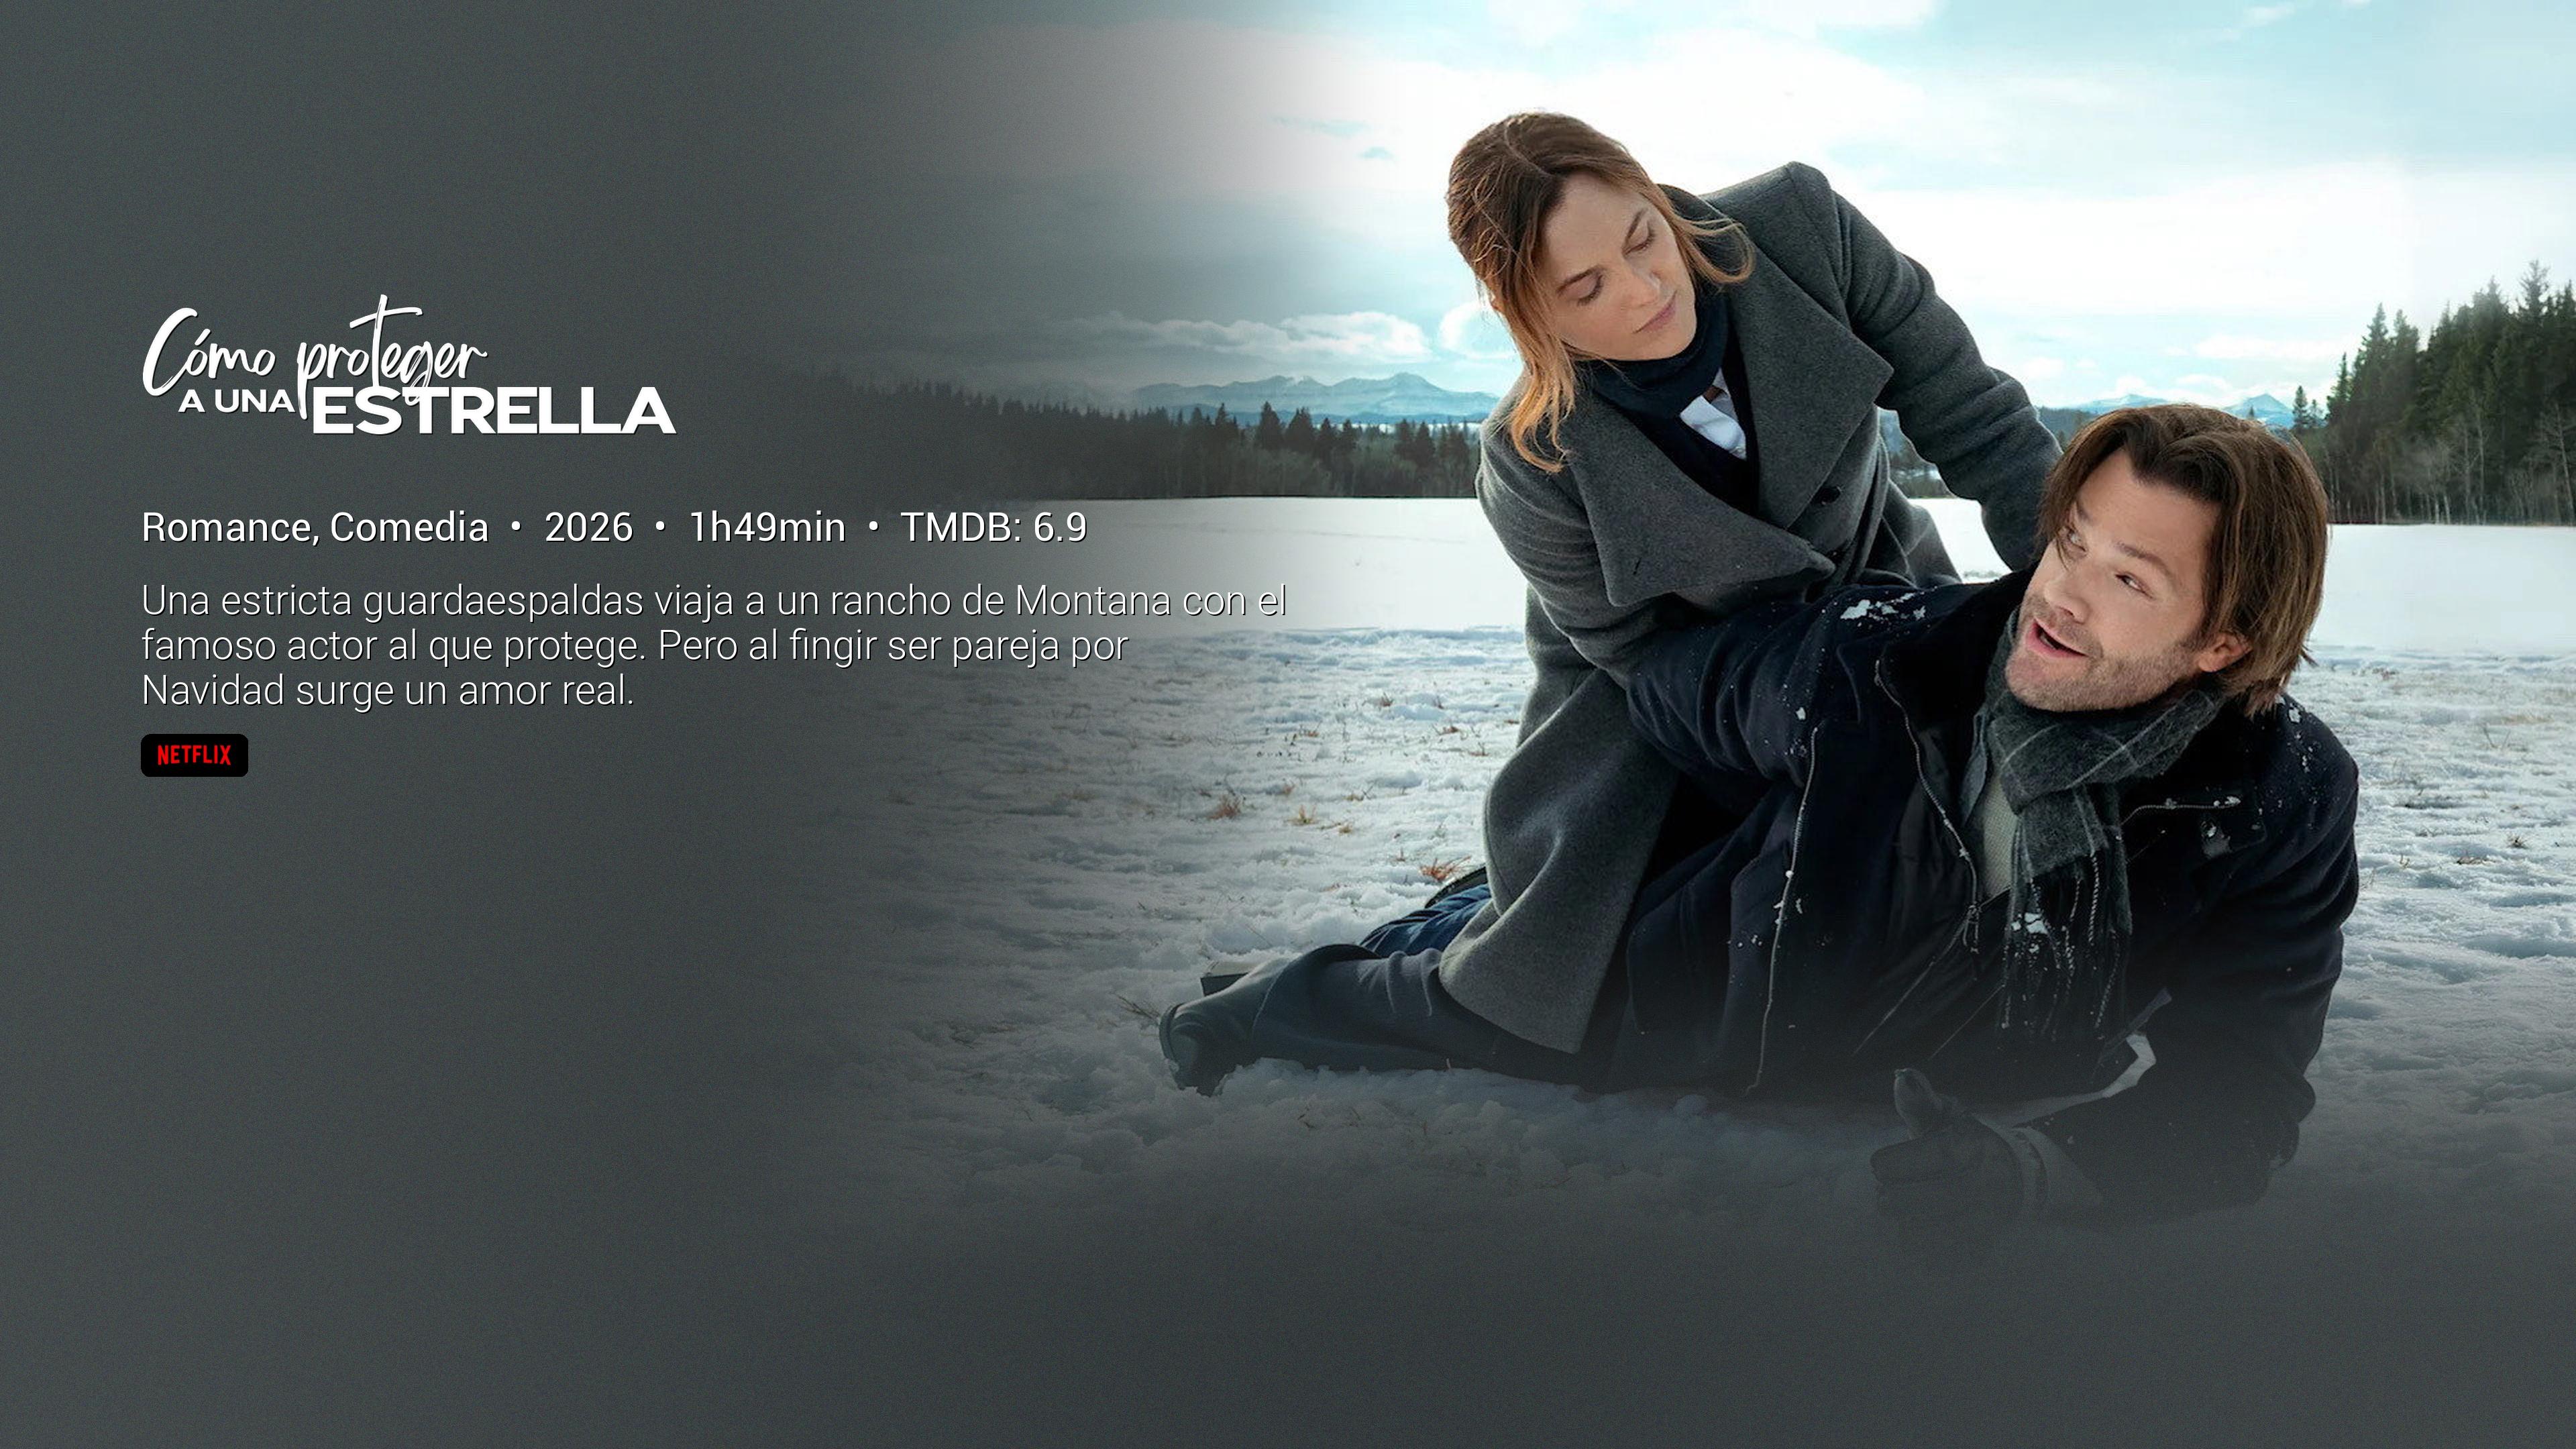 Cómo proteger
A UNA ESTRELLA
Romance, Comedia • 2026 • 1h49min • TMDB: 6.9
Una estricta guardaespaldas viaja a un rancho de Montana con el
famoso actor al que protege. Pero al fingir ser pareja por
Navidad surge un amor real.
NETFLIX